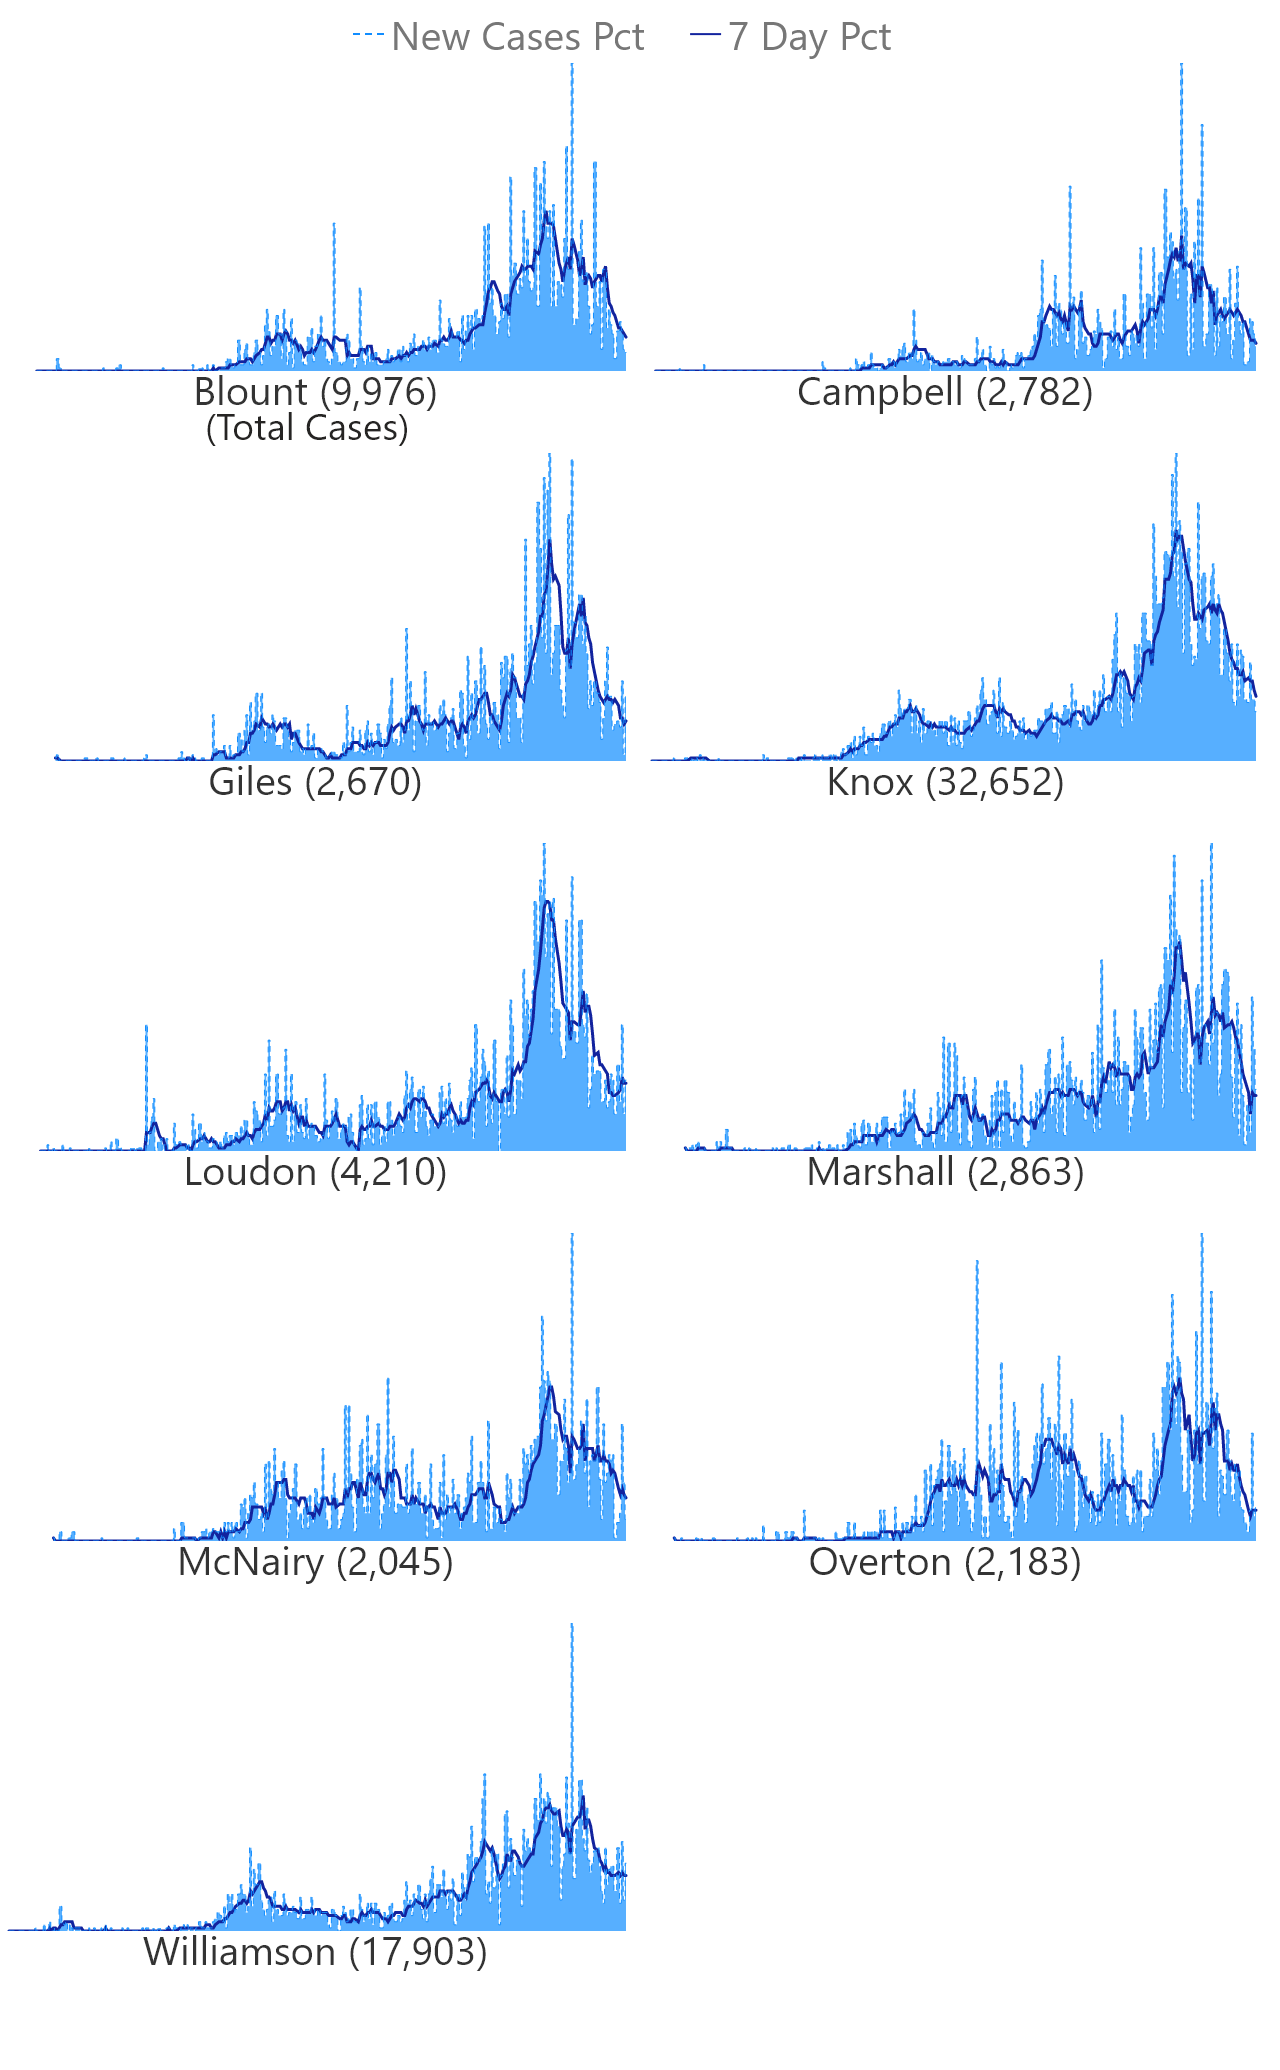 New Cases Pct 7 Day Pct
Blount (9,976) Campbell (2,782)
(Total Cases)
Giles (2,670) Knox (32,652)
Loudon (4,210) Marshall (2,863)
McNairy (2,045) Overton (2,183)
Williamson (17,903)